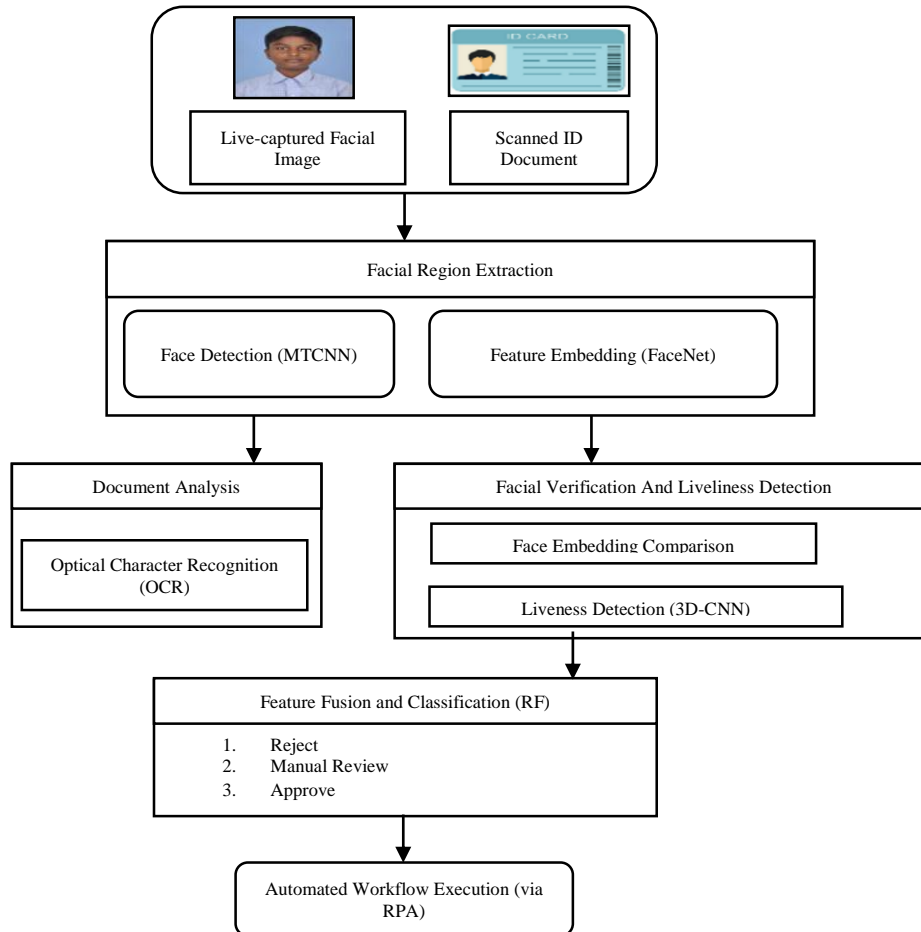 ID CARD
Live-captured Facial
Image
Scanned ID
Document
Facial Region Extraction
Face Detection (MTCNN)
Feature Embedding (FaceNet)
Document Analysis
Optical Character Recognition
(OCR)
Facial Verification And Liveliness Detection
Face Embedding Comparison
Liveness Detection (3D-CNN)
Feature Fusion and Classification (RF)
1. Reject
2. Manual Review
3. Approve
Automated Workflow Execution (via
RPA)